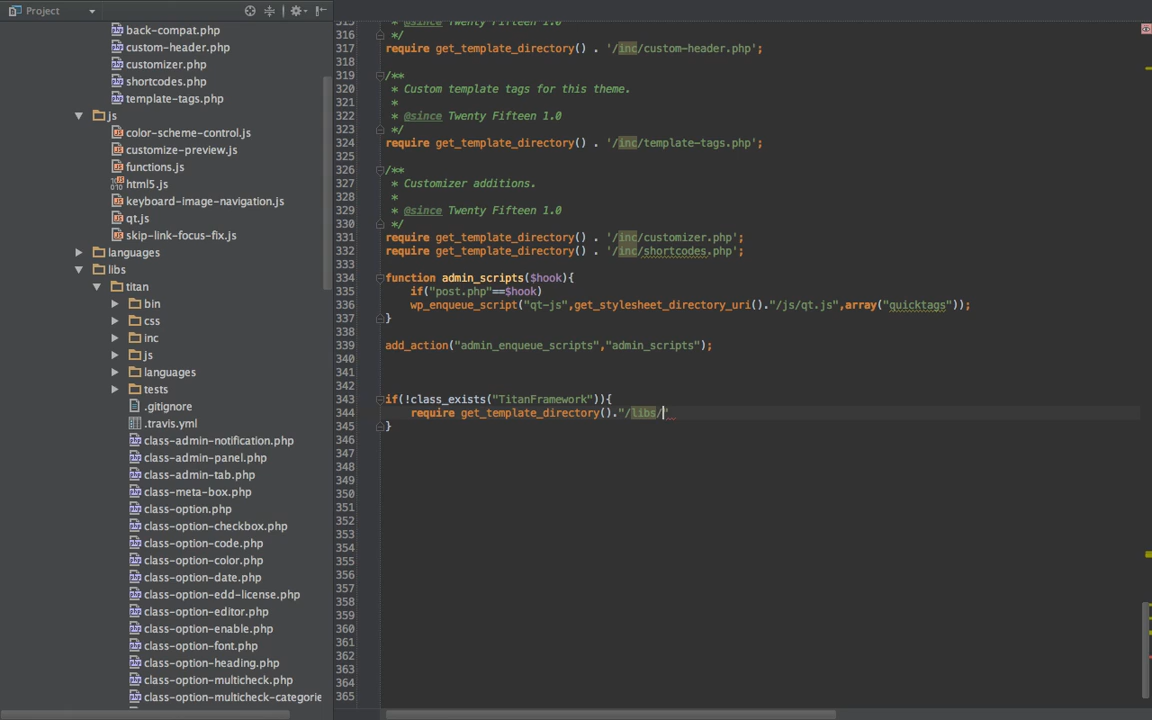 Project
back-compat.php
custom-header.php
customizer.php
shortcodes.php
template-tags.php
js
color-scheme-control.js
customize-preview.js
functions.js
html5.js
keyboard-image-navigation.js
qt.js
skip-link-focus-fix.js
languages
libs
titan
bin
css
inc
js
languages
tests
.gitignore
.travis.yml
class-admin-notification.php
class-admin-panel.php
class-admin-tab.php
class-meta-box.php
class-option.php
class-option-checkbox.php
class-option-code.php
class-option-color.php
class-option-date.php
class-option-edd-license.php
class-option-editor.php
class-option-enable.php
class-option-font.php
class-option-heading.php
class-option-multicheck.php
class-option-multicheck-categorie
315 * @since Twenty Fifteen 1.0
316 */
317 require get_template_directory() . '/inc/custom-header.php';
318
319 /**
320 * Custom template tags for this theme.
321 *
322 * @since Twenty Fifteen 1.0
323 */
324 require get_template_directory() . '/inc/template-tags.php';
325
326 /**
327 * Customizer additions.
328 *
329 * @since Twenty Fifteen 1.0
330 */
331 require get_template_directory() . '/inc/customizer.php';
332 require get_template_directory() . '/inc/shortcodes.php';
333
334 function admin_scripts($hook){
335 if("post.php"==$hook)
336 wp_enqueue_script("qt-js",get_stylesheet_directory_uri()."/js/qt.js",array("quicktags"));
337 }
338
339 add_action("admin_enqueue_scripts","admin_scripts");
340
341
342
343 if(!class_exists("TitanFramework")){
344 require get_template_directory()."/libs/"
345 }
346
347
348
349
350
351
352
353
354
355
356
357
358
359
360
361
362
363
364
365